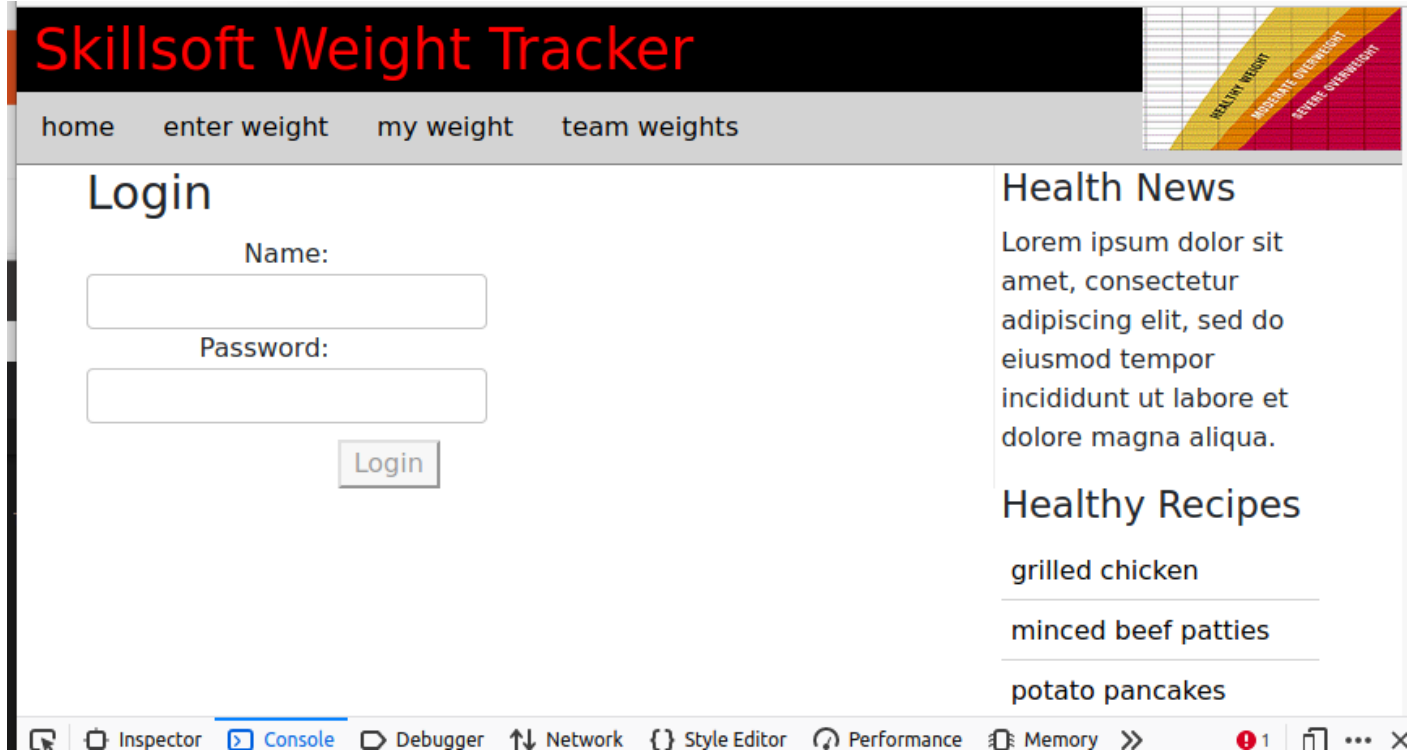 Skillsoft Weight Tracker
HEALTHY WEIGHT
MODERATE OVERWEIGHT
SEVERE OVERWEIGHT
home enter weight my weight team weights
Login
Name:
Password:
Login
Health News
Lorem ipsum dolor sit
amet, consectetur
adipiscing elit, sed do
eiusmod tempor
incididunt ut labore et
dolore magna aliqua.
Healthy Recipes
grilled chicken
minced beef patties
potato pancakes
Inspector Console Debugger Network Style Editor Performance Memory 1